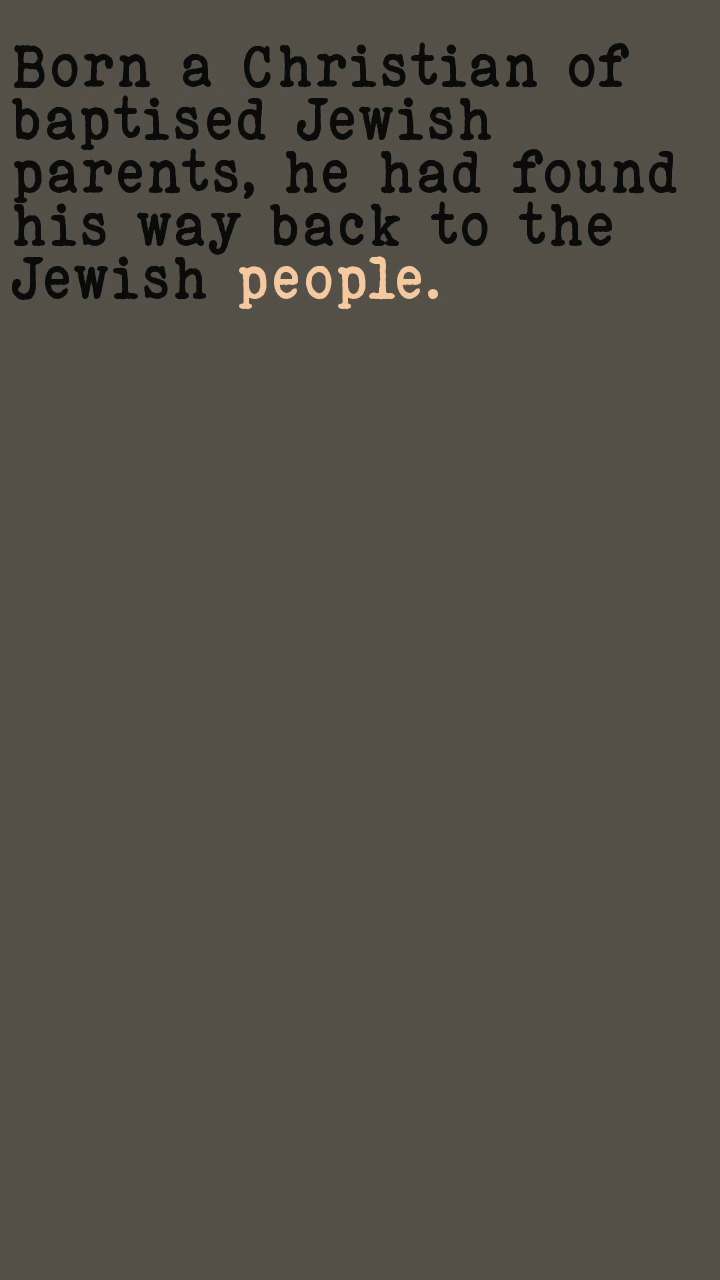 Born a Christian of
baptised Jewish
parents, he had found
his way back to the
Jewish people.